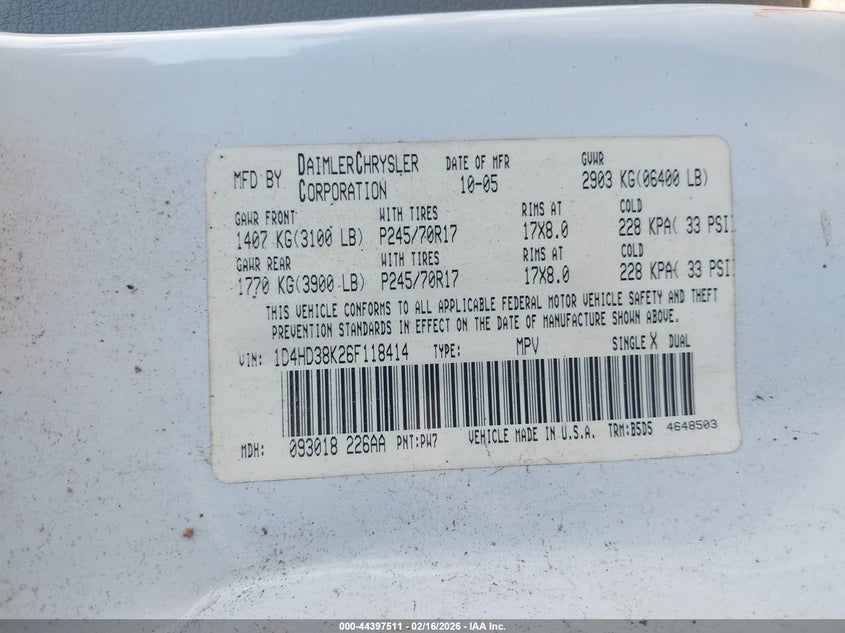 MFD BY DAIMLERCHRYSLER CORPORATION DATE OF MFR 10-05 GVWR 2903 KG(06400 LB)
GAWR FRONT WITH TIRES RIMS AT COLD
1407 KG(3100 LB) P245/70R17 17X8.0 228 KPA( 33 PSI)
GAWR REAR WITH TIRES RIMS AT COLD
1770 KG(3900 LB) P245/70R17 17X8.0 228 KPA( 33 PSI)
THIS VEHICLE CONFORMS TO ALL APPLICABLE FEDERAL MOTOR VEHICLE SAFETY AND THEFT
PREVENTION STANDARDS IN EFFECT ON THE DATE OF MANUFACTURE SHOWN ABOVE.
VIN: 1D4HD38K26F118414 TYPE: MPV SINGLE X DUAL
MDH: 093018 226AA PNT:PW7 VEHICLE MADE IN U.S.A. TRM:B5D5 4648503
000-44397511 - 02/16/2026 - IAA Inc.